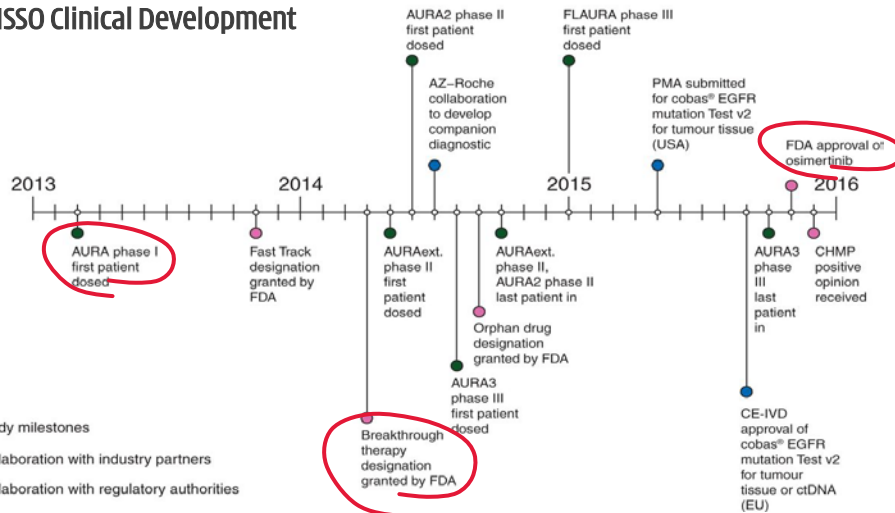 ISSO Clinical Development
AURA2 phase II
first patient
dosed
FLAURA phase III
first patient
dosed
AZ–Roche
collaboration
to develop
companion
diagnostic
PMA submitted
for cobas® EGFR
mutation Test v2
for tumour tissue
(USA)
FDA approval of
osimertinib
2013
2014
2015
2016
AURA phase I
first patient
dosed
Fast Track
designation
granted by
FDA
AURAext.
phase II
first
patient
dosed
AURAext.
phase II,
AURA2 phase II
last patient in
Orphan drug
designation
granted by FDA
AURA3
phase III
first patient
dosed
Breakthrough
therapy
designation
granted by FDA
AURA3
phase
III
last
patient
in
CHMP
positive
opinion
received
CE-IVD
approval of
cobas® EGFR
mutation Test v2
for tumour
tissue or ctDNA
(EU)
dy milestones
laboration with industry partners
laboration with regulatory authorities